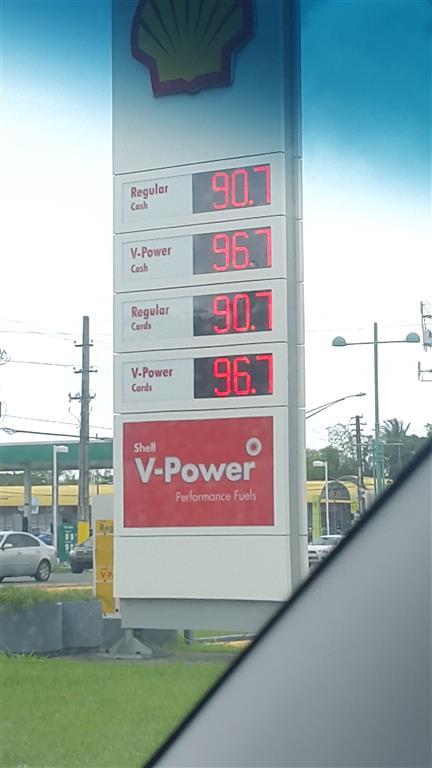 Regular
Cash
90.7
V-Power
Cash
96.7
Regular
Cards
90.7
V-Power
Cards
96.7
Shell
V-Power
Performance Fuels